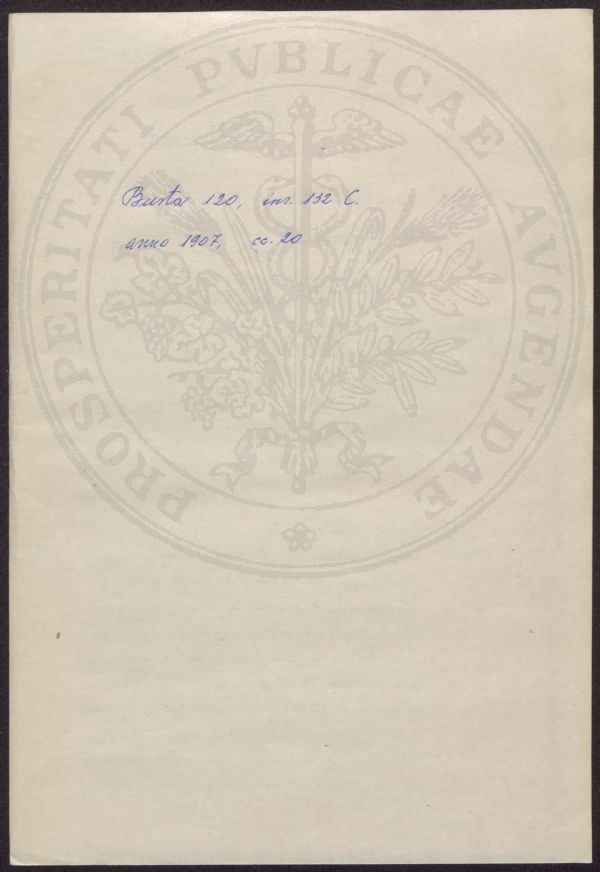 PROSPERITATI PVBLICAE AVGENDAE
Busta 120, ins. 132 C.
anno 1907, cc. 20